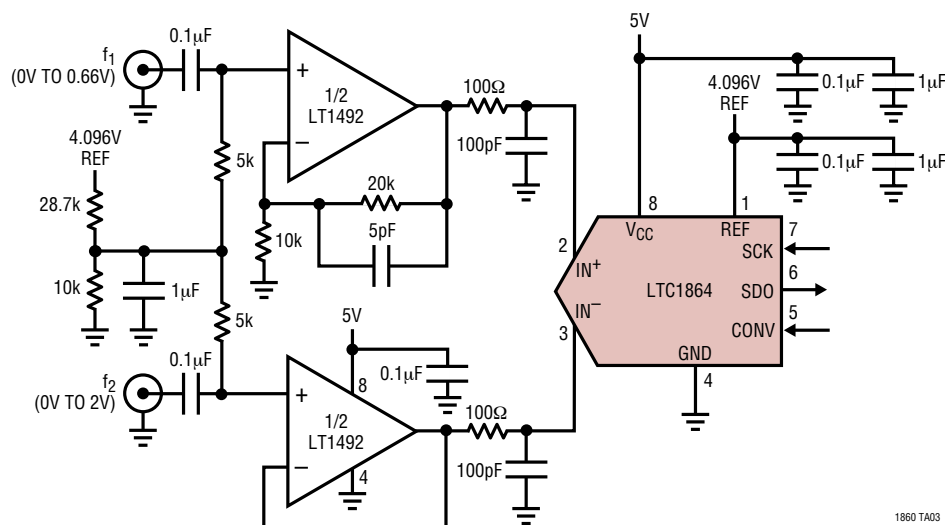 f1
(0V TO 0.66V)
0.1µF
4.096V
REF
28.7k
10k
1µF
5k
5k
f2
(0V TO 2V)
0.1µF
+
1/2
LT1492
–
10k
20k
5pF
100Ω
100pF
5V
0.1µF
8
+
1/2
LT1492
–
4
100Ω
100pF
5V
0.1µF
1µF
4.096V
REF
0.1µF
1µF
8
1
VCC
REF
2
IN+
IN–
3
LTC1864
7
SCK
6
SDO
5
CONV
GND
4
1860 TA03